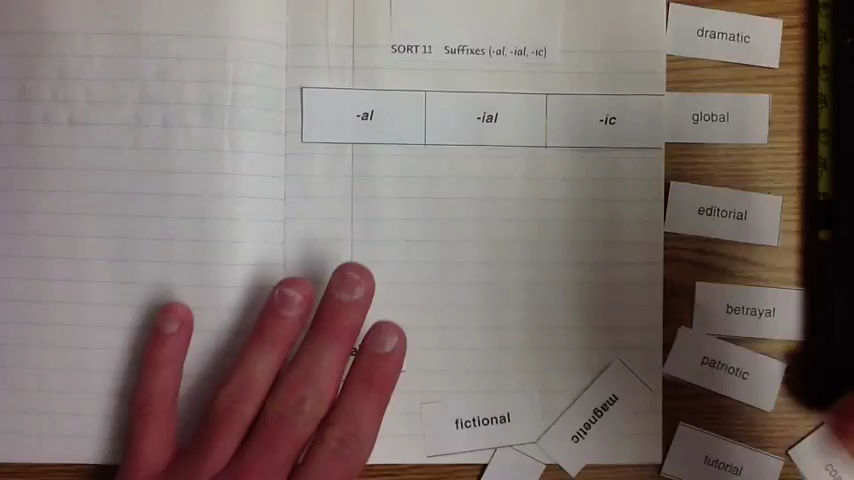 SORT 11 Suffixes (-al, -ial, -ic)
-al -ial -ic
dramatic
global
editorial
betrayal
patriotic
magnetic
fictional
tutorial